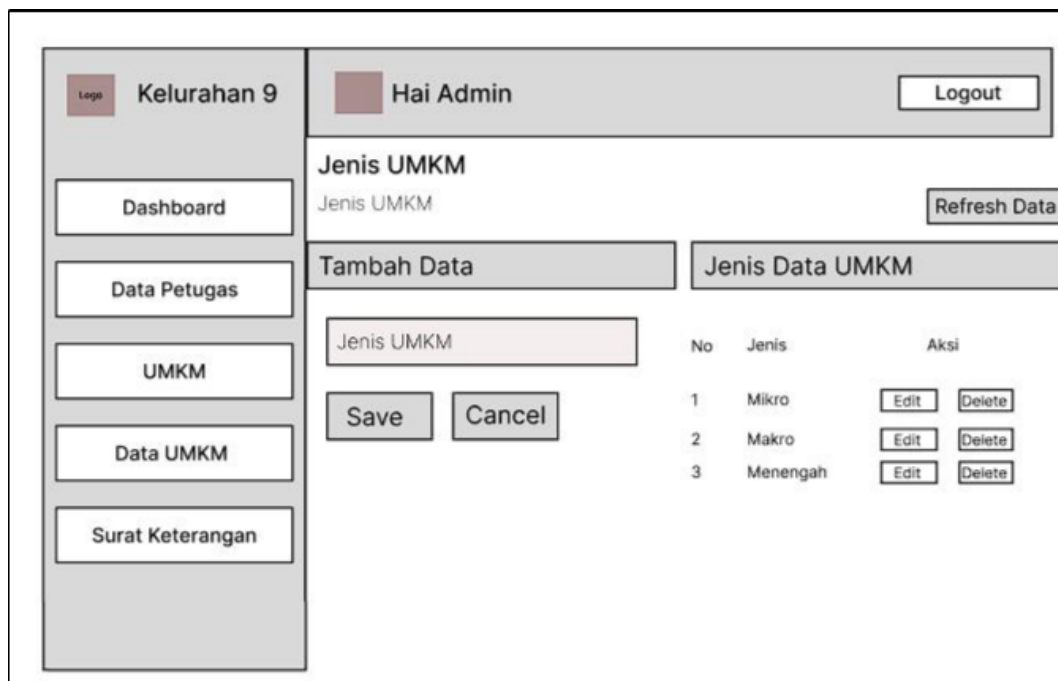 Logo Kelurahan 9
Hai Admin
Logout
Dashboard
Data Petugas
UMKM
Data UMKM
Surat Keterangan
Jenis UMKM
Jenis UMKM
Refresh Data
Tambah Data
Jenis UMKM
Save Cancel
Jenis Data UMKM
No Jenis Aksi
1 Mikro Edit Delete
2 Makro Edit Delete
3 Menengah Edit Delete